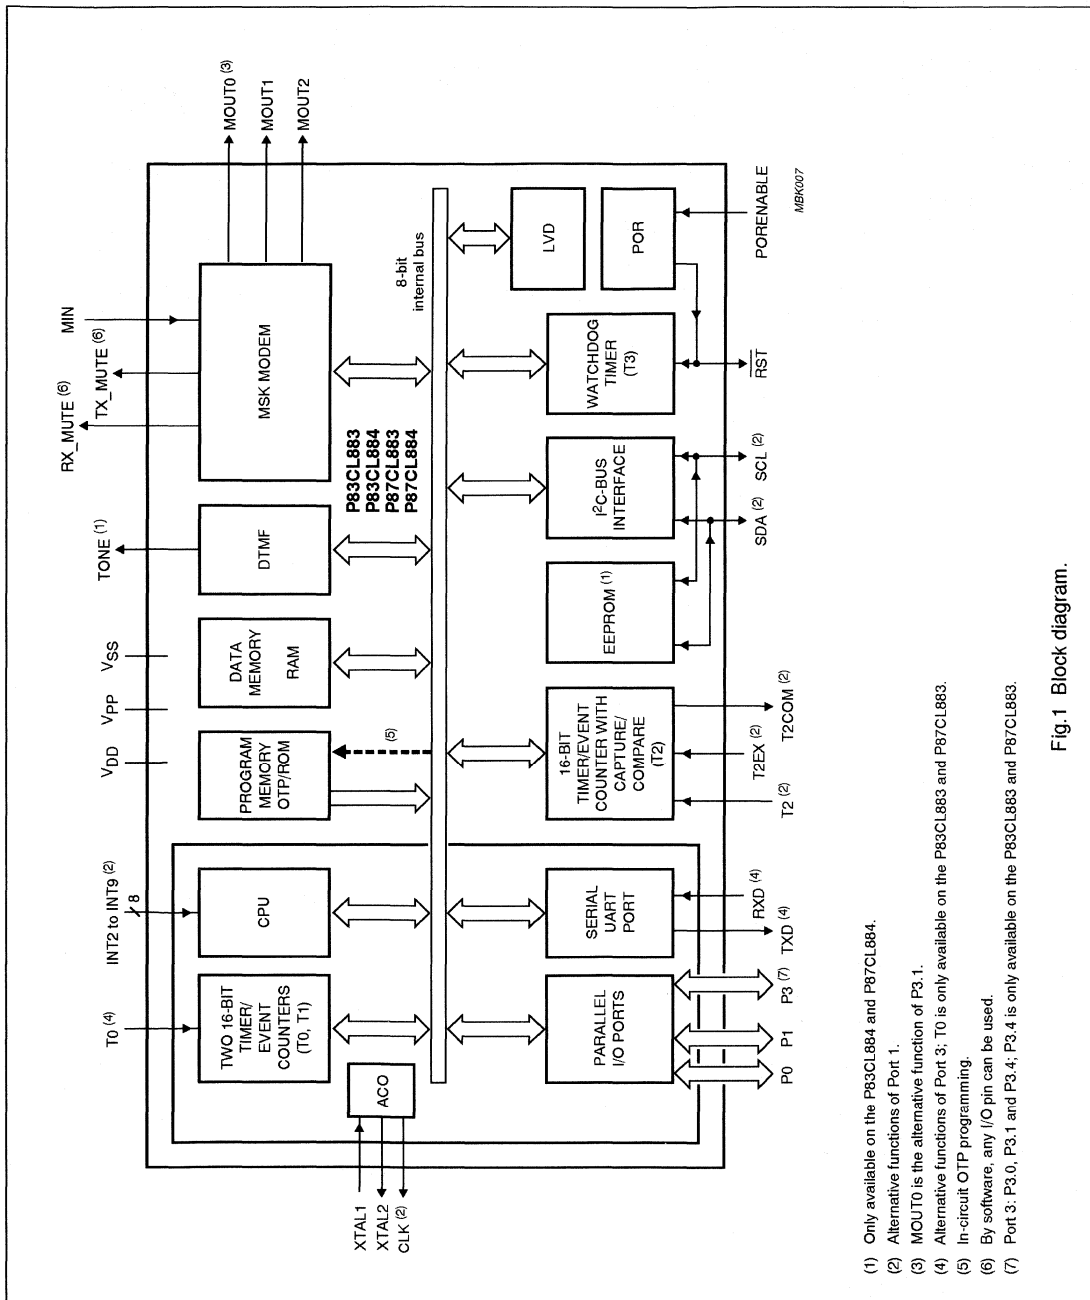 T0 (4)
INT2 to INT9 (2)
8
VDD
VPP
VSS
TONE (1)
RX_MUTE (6)
TX_MUTE (6)
MIN
MOUT0 (3)
MOUT1
MOUT2
XTAL1
XTAL2
CLK (2)
ACO
TWO 16-BIT
TIMER/
EVENT
COUNTERS
(T0, T1)
CPU
PROGRAM
MEMORY
OTP/ROM
(5)
DATA
MEMORY
RAM
DTMF
MSK MODEM
P83CL883
P83CL884
P87CL883
P87CL884
8-bit
internal bus
PARALLEL
I/O PORTS
SERIAL
UART
PORT
16-BIT
TIMER/EVENT
COUNTER WITH
CAPTURE/
COMPARE
(T2)
EEPROM (1)
I2C-BUS
INTERFACE
WATCHDOG
TIMER
(T3)
LVD
POR
P0
P1
P3 (7)
TXD (4)
RXD (4)
T2 (2)
T2EX (2)
T2COM (2)
SDA (2)
SCL (2)
RST
PORENABLE
MBK007
(1) Only available on the P83CL884 and P87CL884.
(2) Alternative functions of Port 1.
(3) MOUT0 is the alternative function of P3.1.
(4) Alternative functions of Port 3; T0 is only available on the P83CL883 and P87CL883.
(5) In-circuit OTP programming.
(6) By software, any I/O pin can be used.
(7) Port 3: P3.0, P3.1 and P3.4; P3.4 is only available on the P83CL883 and P87CL883.
Fig.1 Block diagram.